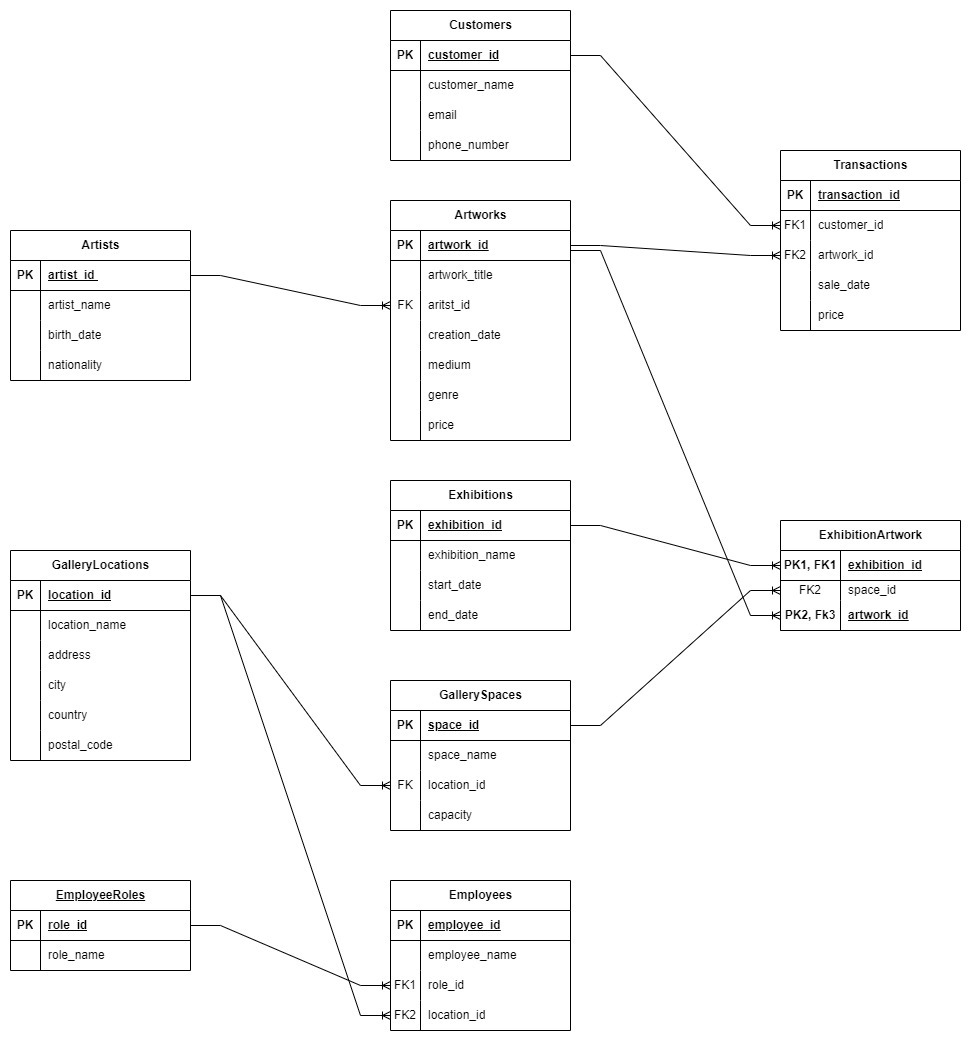 Customers
PK customer_id
customer_name
email
phone_number
Transactions
PK transaction_id
FK1 customer_id
FK2 artwork_id
sale_date
price
Artworks
PK artwork_id
artwork_title
FK aritst_id
creation_date
medium
genre
price
Artists
PK artist_id
artist_name
birth_date
nationality
Exhibitions
PK exhibition_id
exhibition_name
start_date
end_date
ExhibitionArtwork
PK1, FK1 exhibition_id
FK2 space_id
PK2, Fk3 artwork_id
GalleryLocations
PK location_id
location_name
address
city
country
postal_code
GallerySpaces
PK space_id
space_name
FK location_id
capacity
EmployeeRoles
PK role_id
role_name
Employees
PK employee_id
employee_name
FK1 role_id
FK2 location_id